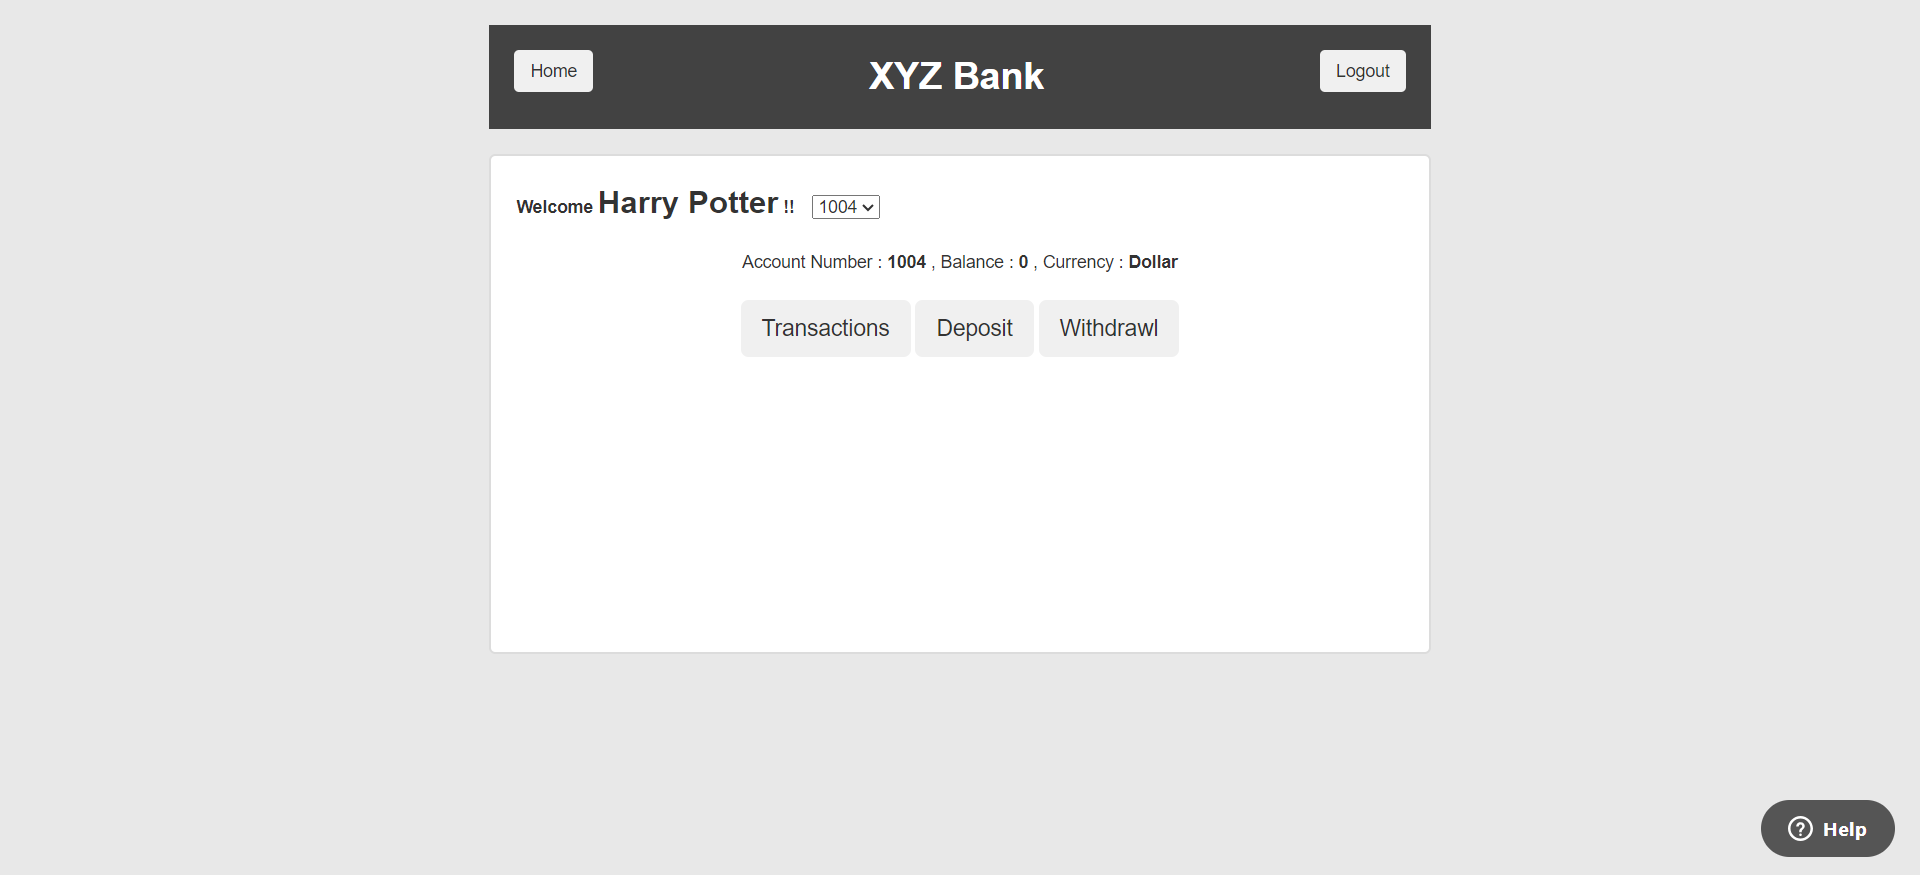 Home XYZ Bank Logout
Welcome Harry Potter !! 1004
Account Number : 1004 , Balance : 0 , Currency : Dollar
Transactions Deposit Withdrawl
Help